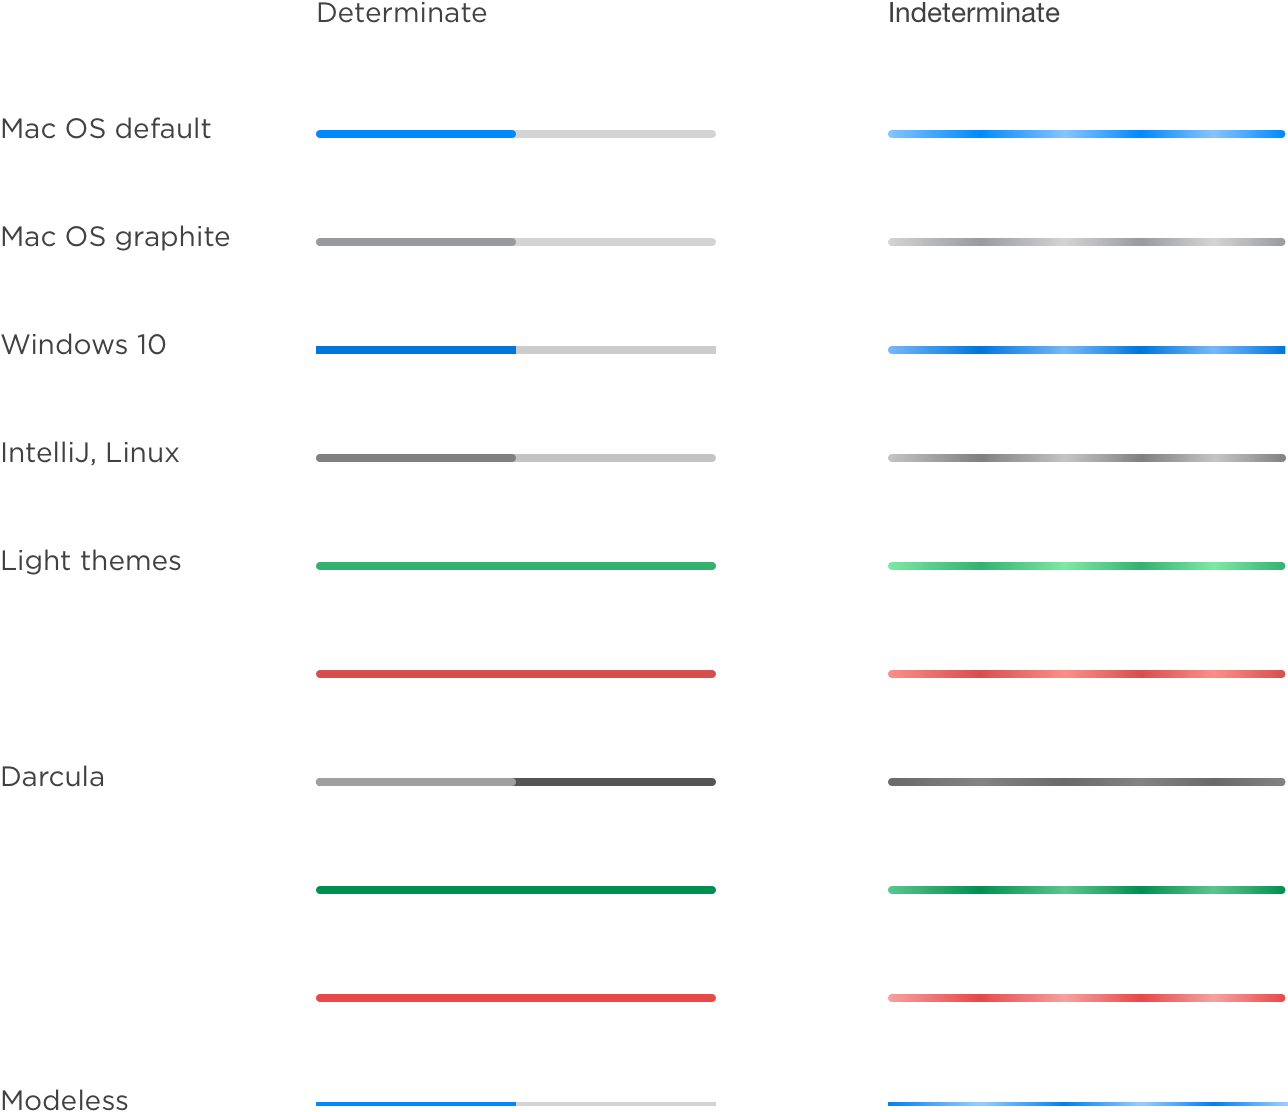 Determinate
Indeterminate
Mac OS default
Mac OS graphite
Windows 10
IntelliJ, Linux
Light themes
Darcula
Modeless